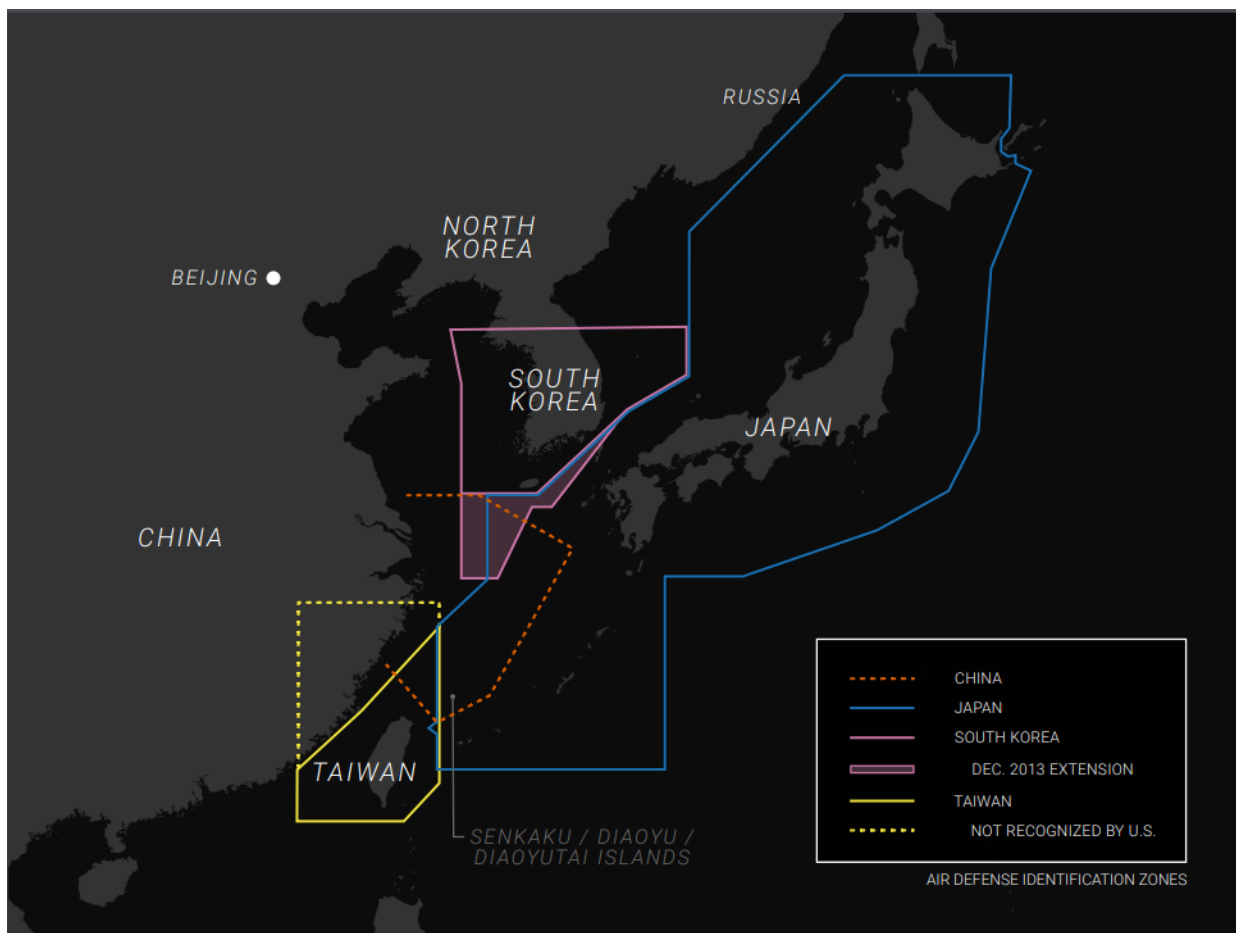 RUSSIA
NORTH
KOREA
BEIJING
SOUTH
KOREA
JAPAN
CHINA
TAIWAN
SENKAKU / DIAOYU /
DIAOYUTAI ISLANDS
CHINA
JAPAN
SOUTH KOREA
DEC. 2013 EXTENSION
TAIWAN
NOT RECOGNIZED BY U.S.
AIR DEFENSE IDENTIFICATION ZONES